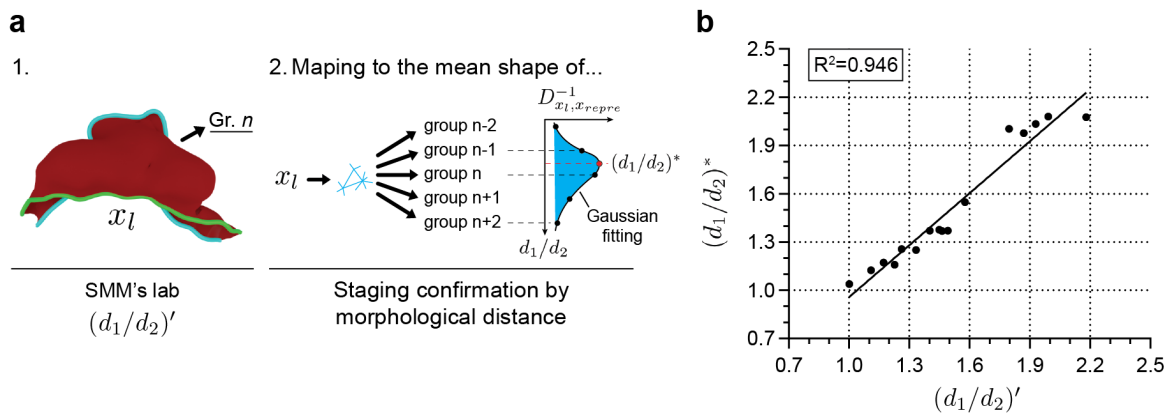 a
1.
Gr. n
x_l
SMM's lab
(d_1/d_2)′
2. Maping to the mean shape of...
D^{-1}_{x_l,x_{repre}}
x_l
group n-2
group n-1
group n
group n+1
group n+2
(d_1/d_2)*
Gaussian
fitting
d_1/d_2
Staging confirmation by
morphological distance
b
R²=0.946
(d_1/d_2)*
2.5
2.2
1.9
1.6
1.3
1.0
0.7
0.7 1.0 1.3 1.6 1.9 2.2 2.5
(d_1/d_2)′